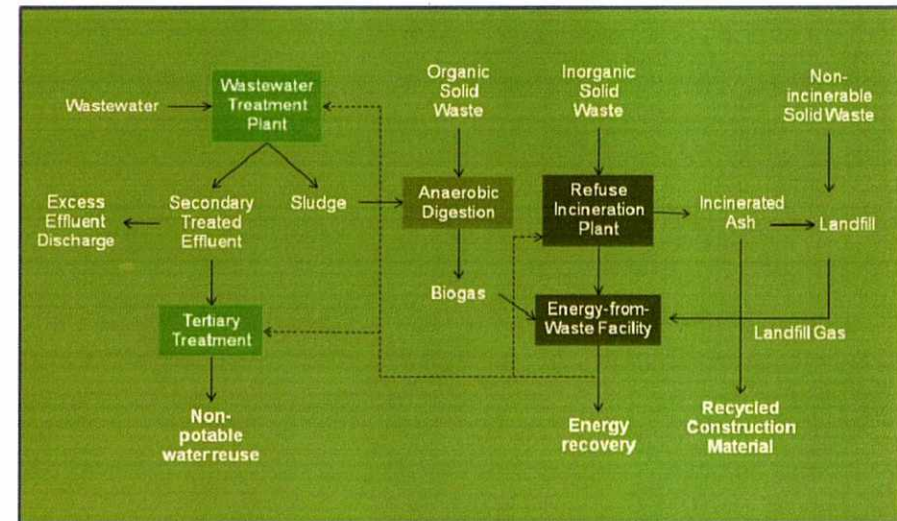 Wastewater
Wastewater
Treatment
Plant
Organic
Solid
Waste
Inorganic
Solid
Waste
Non-
incinerable
Solid Waste
Excess
Effluent
Discharge
Secondary
Treated
Effluent
Sludge
Anaerobic
Digestion
Refuse
Incineration
Plant
Incinerated
Ash
Landfill
Biogas
Energy-from-
Waste Facility
Landfill Gas
Tertiary
Treatment
Non-
potable
water reuse
Energy
recovery
Recycled
Construction
Material